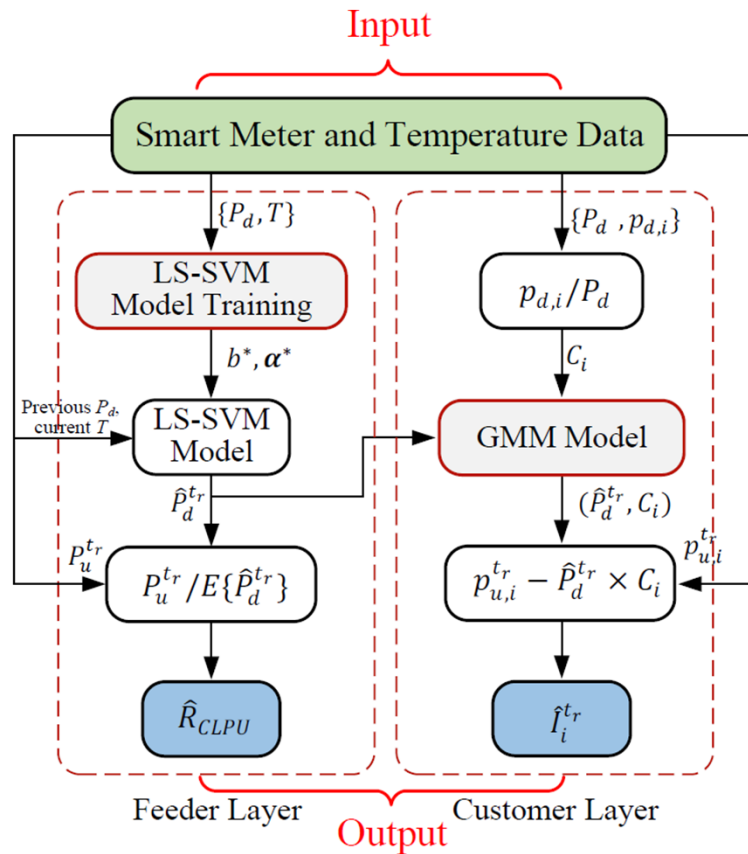 Input
Smart Meter and Temperature Data
{P_d, T}
{P_d , p_{d,i}}
LS-SVM
Model Training
p_{d,i}/P_d
b*, α*
C_i
Previous P_d,
current T
LS-SVM
Model
GMM Model
P̂_d^{t_r}
(P̂_d^{t_r}, C_i)
P_u^{t_r}
p_{u,i}^{t_r}
P_u^{t_r}/E{P̂_d^{t_r}}
p_{u,i}^{t_r} − P̂_d^{t_r} × C_i
R̂_{CLPU}
Î_i^{t_r}
Feeder Layer
Customer Layer
Output